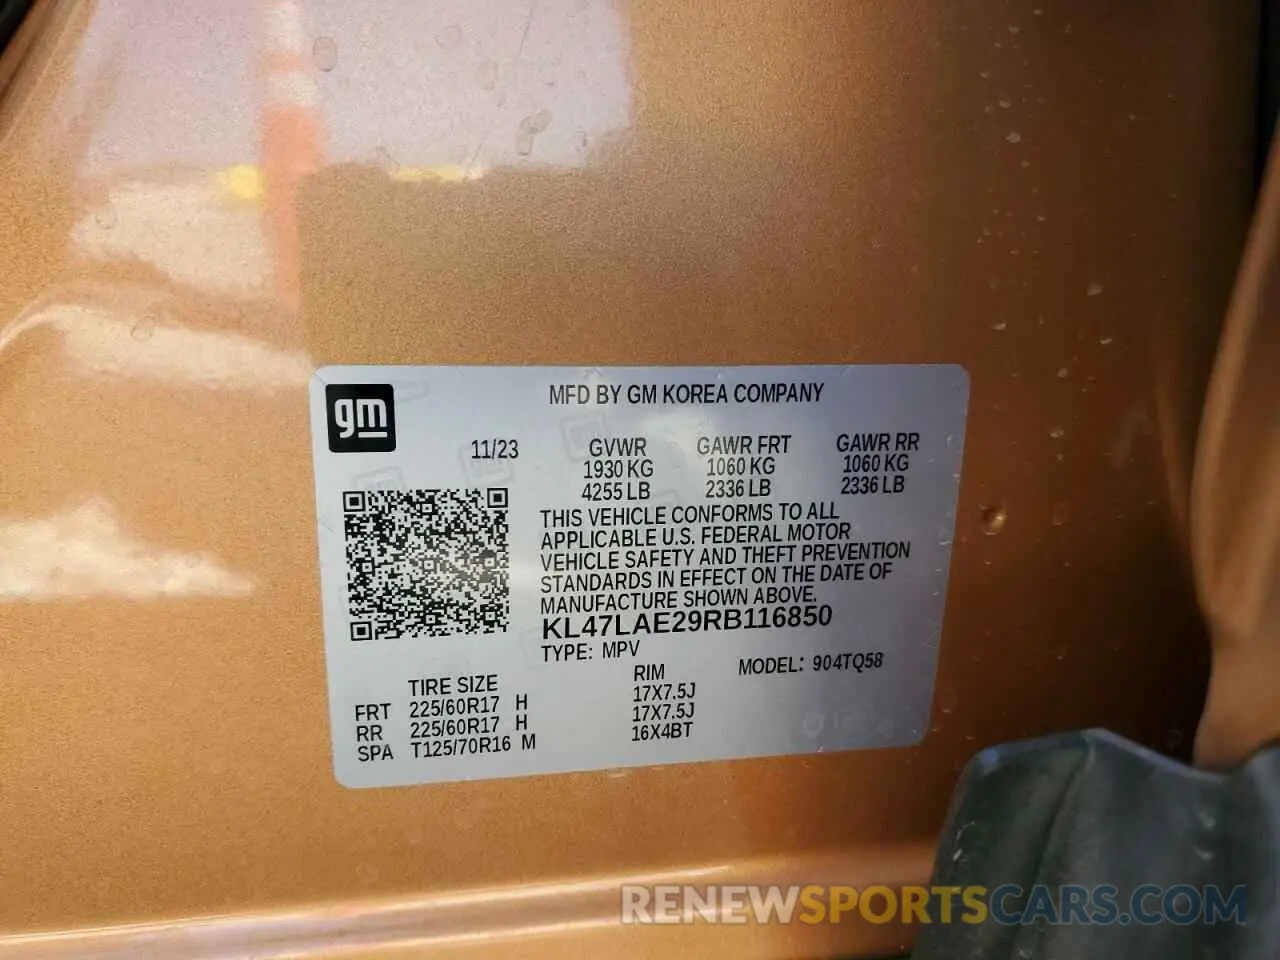 gm
MFD BY GM KOREA COMPANY
11/23 GVWR GAWR FRT GAWR RR
1930 KG 1060 KG 1060 KG
4255 LB 2336 LB 2336 LB
THIS VEHICLE CONFORMS TO ALL
APPLICABLE U.S. FEDERAL MOTOR
VEHICLE SAFETY AND THEFT PREVENTION
STANDARDS IN EFFECT ON THE DATE OF
MANUFACTURE SHOWN ABOVE.
KL47LAE29RB116850
TYPE: MPV
MODEL: 904TQ58
TIRE SIZE RIM
FRT 225/60R17 H 17X7.5J
RR 225/60R17 H 17X7.5J
SPA T125/70R16 M 16X4BT
RENEWSPORTSCARS.COM